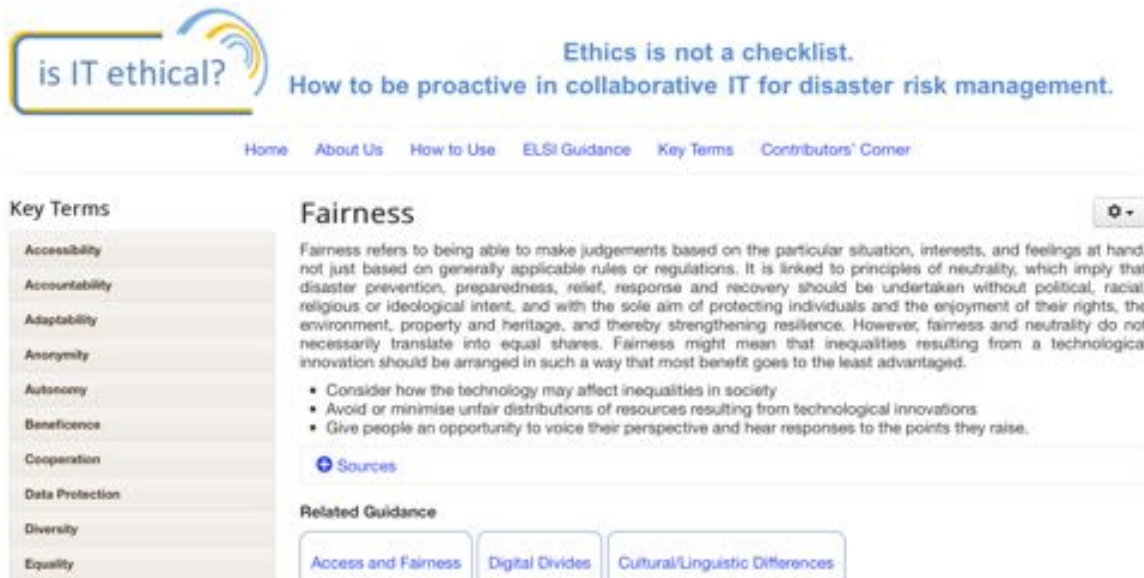 is IT ethical?
Ethics is not a checklist.
How to be proactive in collaborative IT for disaster risk management.
Home About Us How to Use ELSI Guidance Key Terms Contributors' Corner
Key Terms
Accessibility
Accountability
Adaptability
Anonymity
Autonomy
Beneficence
Cooperation
Data Protection
Diversity
Equality
Fairness
Fairness refers to being able to make judgements based on the particular situation, interests, and feelings at hand,
not just based on generally applicable rules or regulations. It is linked to principles of neutrality, which imply that
disaster prevention, preparedness, relief, response and recovery should be undertaken without political, racial,
religious or ideological intent, and with the sole aim of protecting individuals and the enjoyment of their rights, the
environment, property and heritage, and thereby strengthening resilience. However, fairness and neutrality do not
necessarily translate into equal shares. Fairness might mean that inequalities resulting from a technological
innovation should be arranged in such a way that most benefit goes to the least advantaged.
• Consider how the technology may affect inequalities in society
• Avoid or minimise unfair distributions of resources resulting from technological innovations
• Give people an opportunity to voice their perspective and hear responses to the points they raise.
Sources
Related Guidance
Access and Fairness Digital Divides Cultural/Linguistic Differences